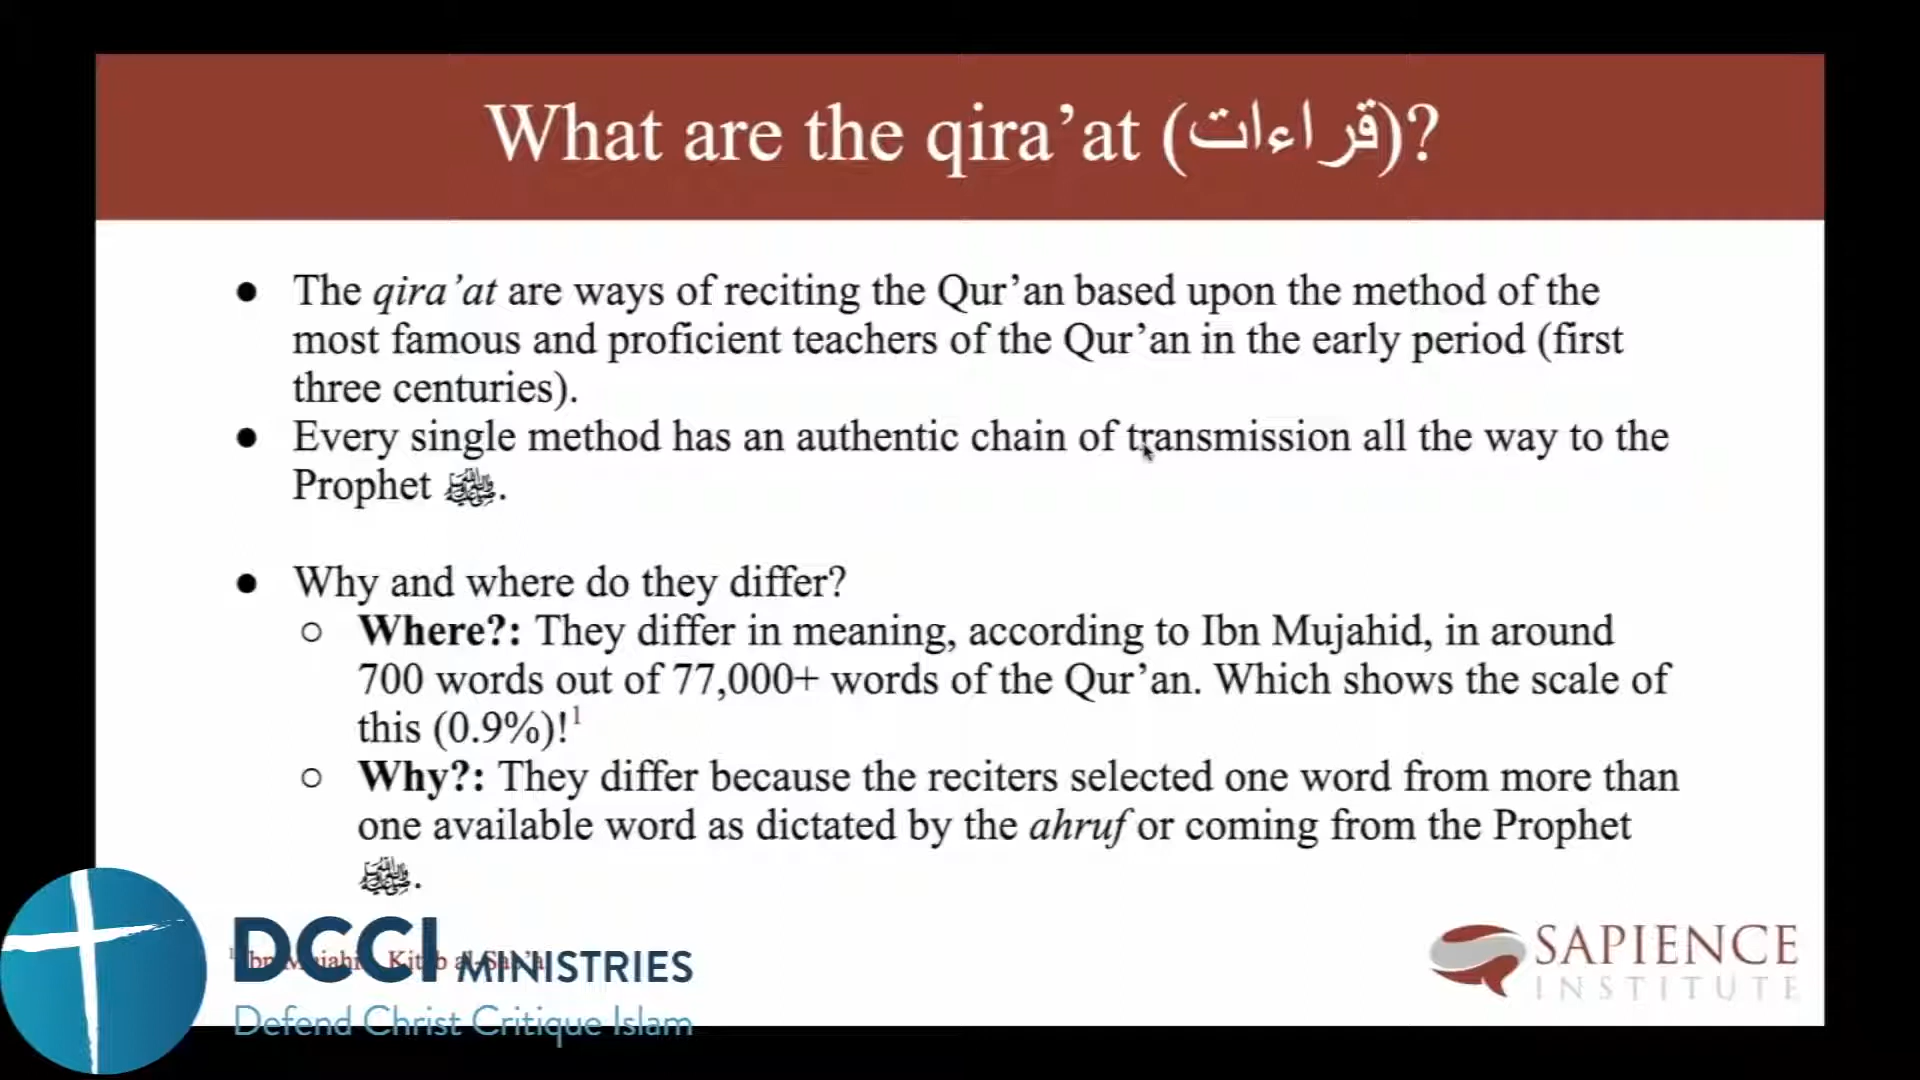 What are the qira’at (قراءات)?
● The qira’at are ways of reciting the Qur’an based upon the method of the
most famous and proficient teachers of the Qur’an in the early period (first
three centuries).
● Every single method has an authentic chain of transmission all the way to the
Prophet ﷺ.
● Why and where do they differ?
○ Where?: They differ in meaning, according to Ibn Mujahid, in around
700 words out of 77,000+ words of the Qur’an. Which shows the scale of
this (0.9%)!¹
○ Why?: They differ because the reciters selected one word from more than
one available word as dictated by the ahruf or coming from the Prophet
ﷺ.
DCCI MINISTRIES
Defend Christ Critique Islam
SAPIENCE
INSTITUTE